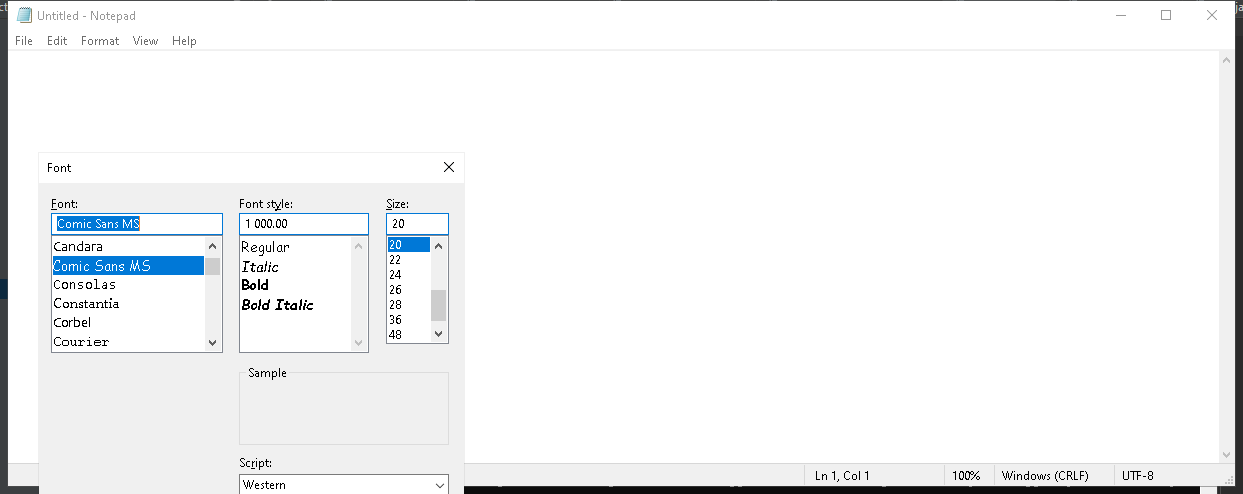 Untitled - Notepad
File Edit Format View Help
Font
Font: Font style: Size:
Comic Sans MS 1 000.00 20
Candara Regular 20
Comic Sans MS Italic 22
Consolas Bold 24
Constantia Bold Italic 26
Corbel 28
Courier 36
48
Sample
Script:
Western
Ln 1, Col 1 100% Windows (CRLF) UTF-8